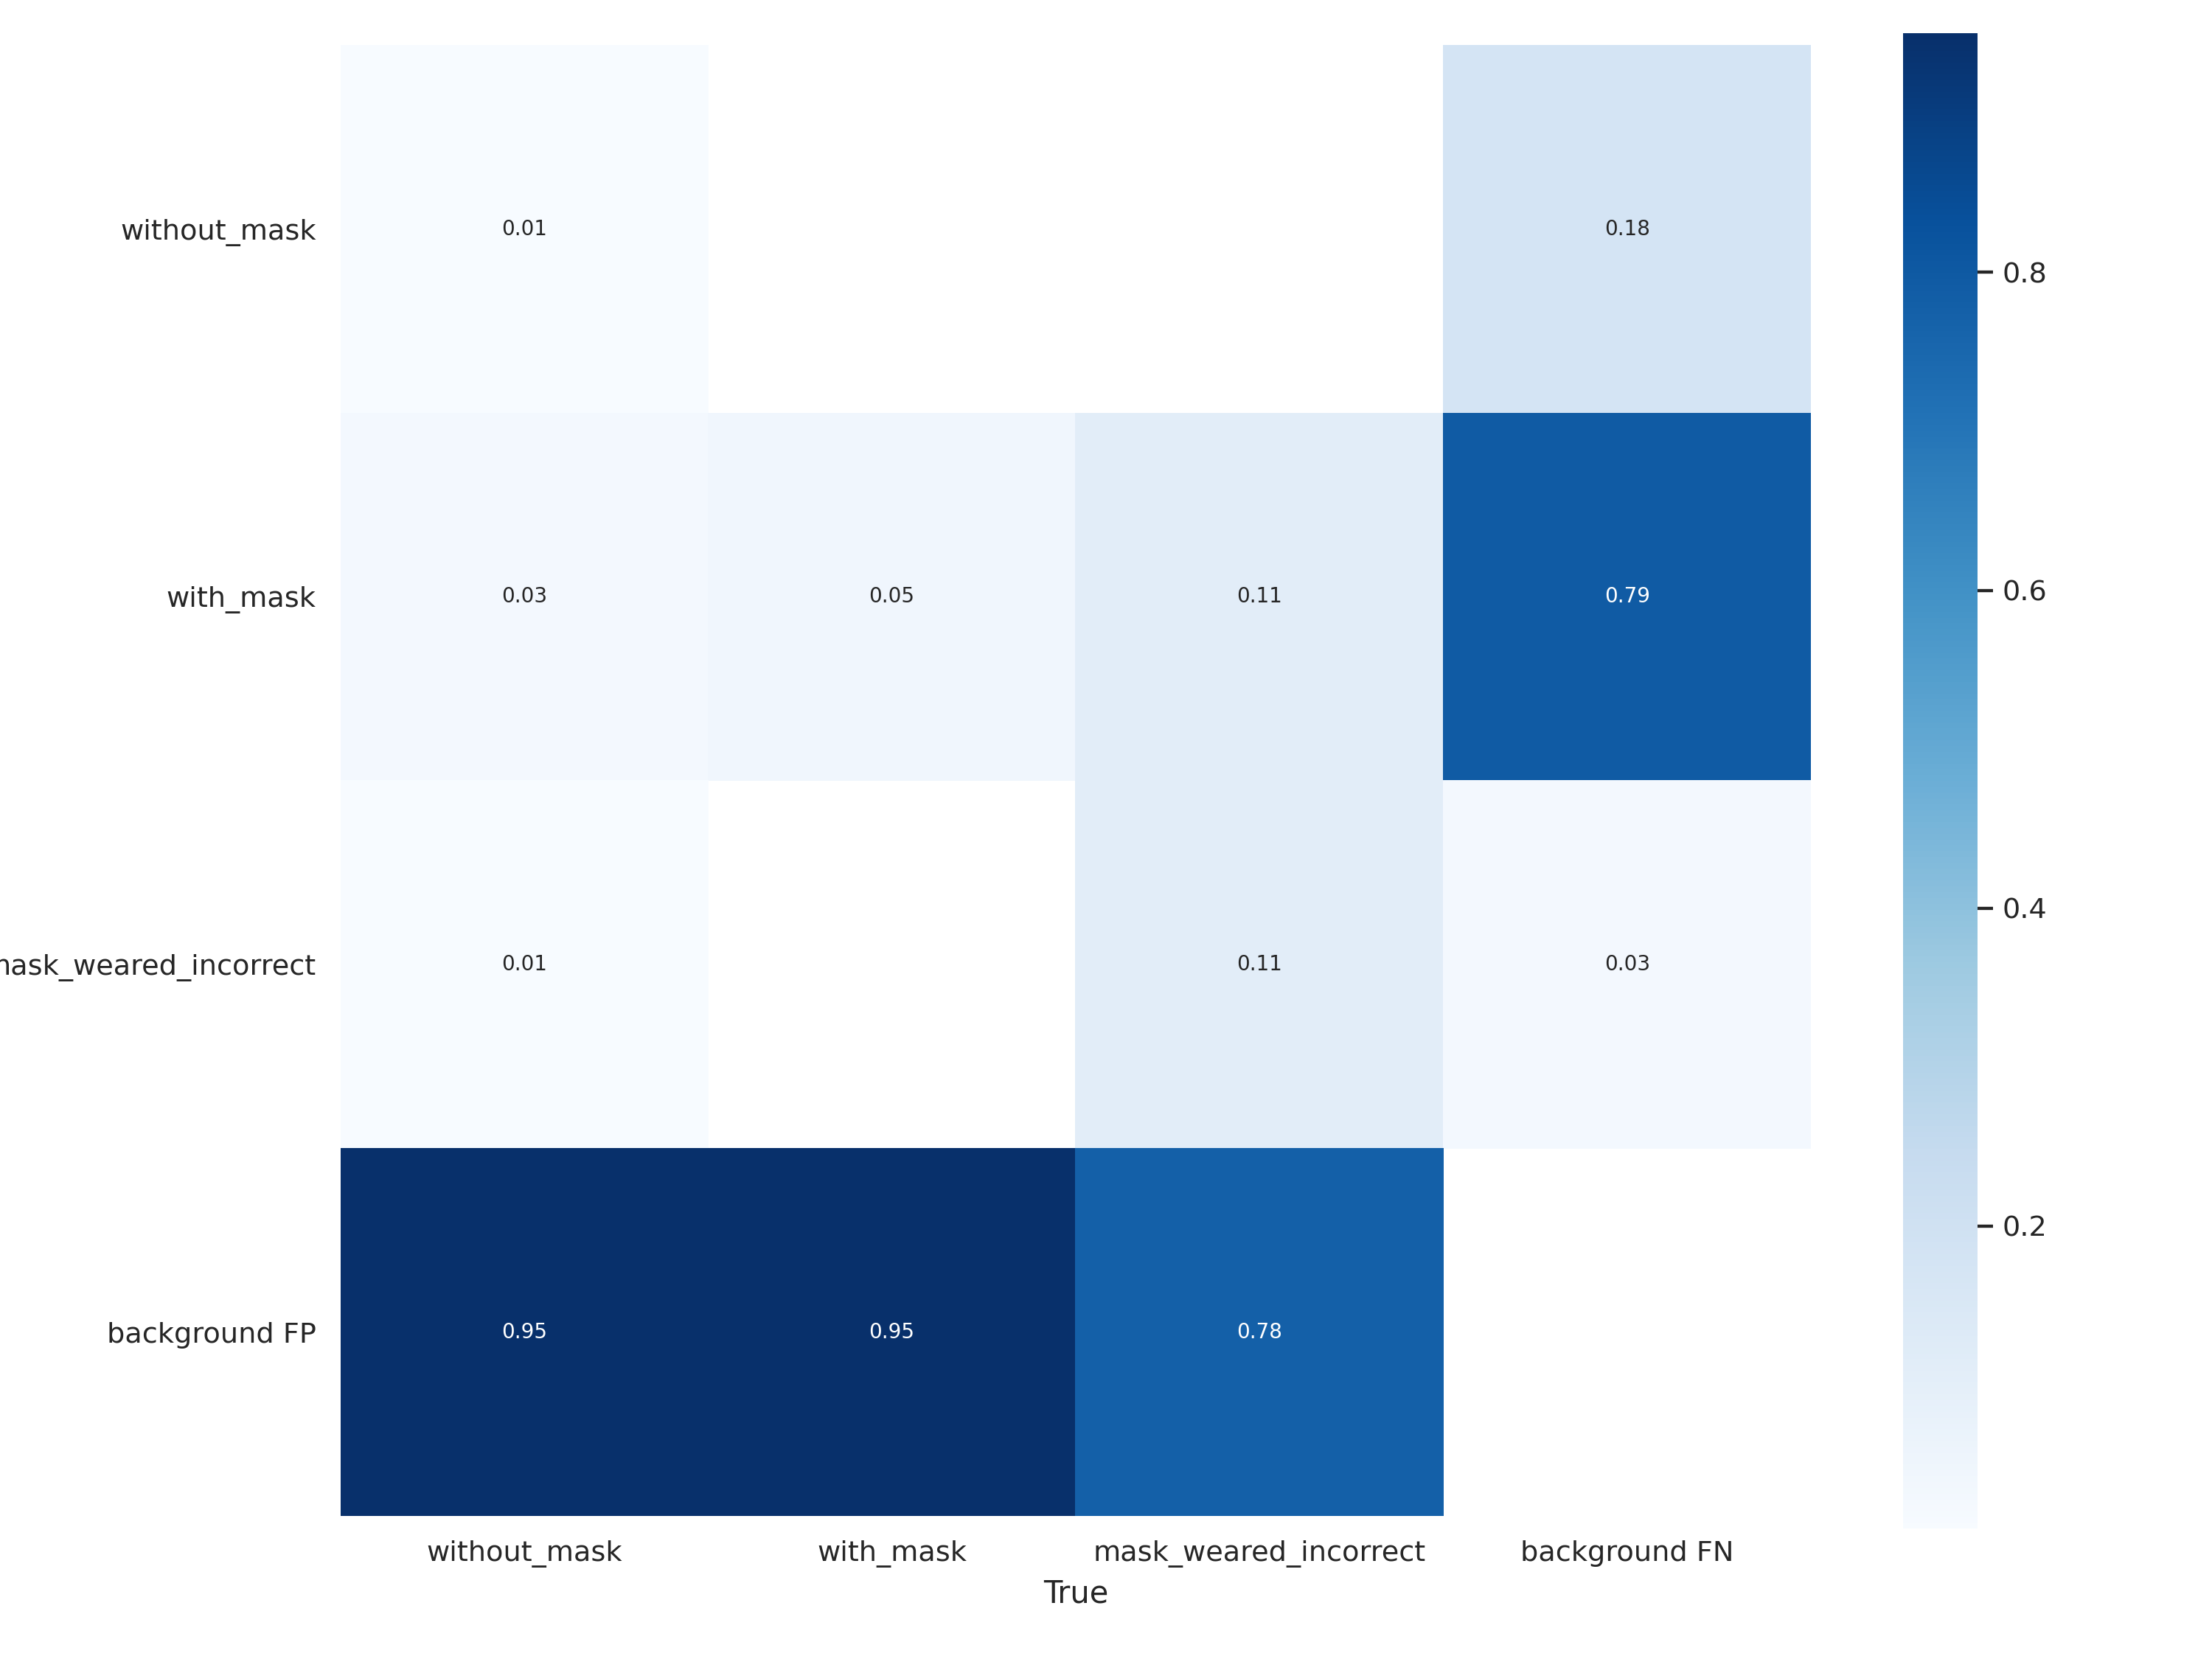 without_mask 0.01 0.18 0.8
with_mask 0.03 0.05 0.11 0.79 0.6
mask_weared_incorrect 0.01 0.11 0.03 0.4
background FP 0.95 0.95 0.78 0.2
without_mask with_mask mask_weared_incorrect background FN
True